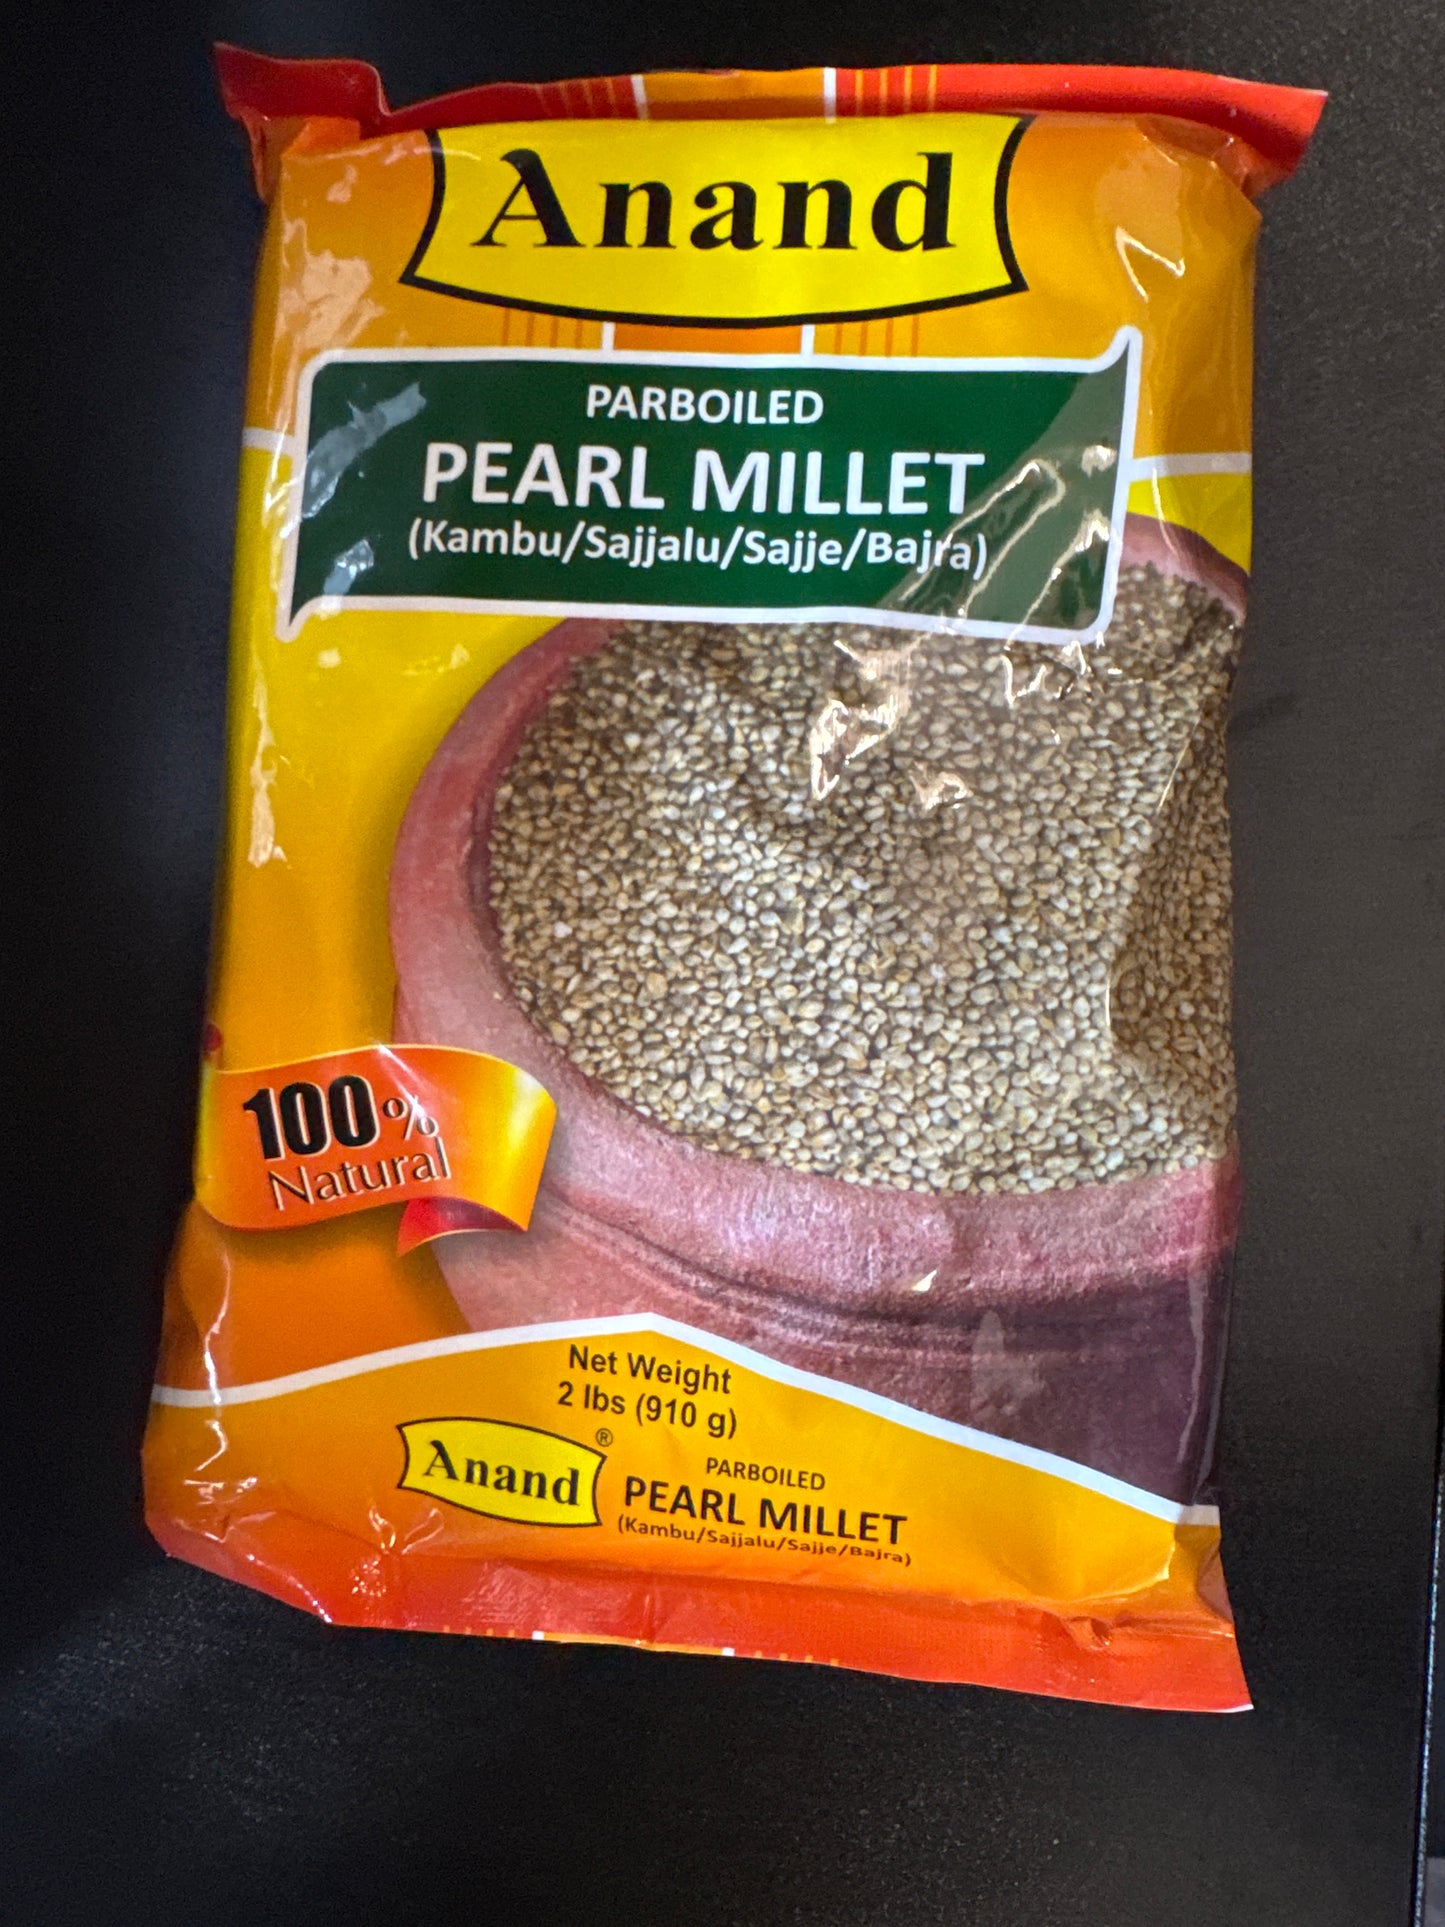 Anand
PARBOILED
PEARL MILLET
(Kambu/Sajjalu/Sajje/Bajra)
100%
Natural
Net Weight
2 lbs (910 g)
Anand ®
PARBOILED
PEARL MILLET
(Kambu/Sajjalu/Sajje/Bajra)